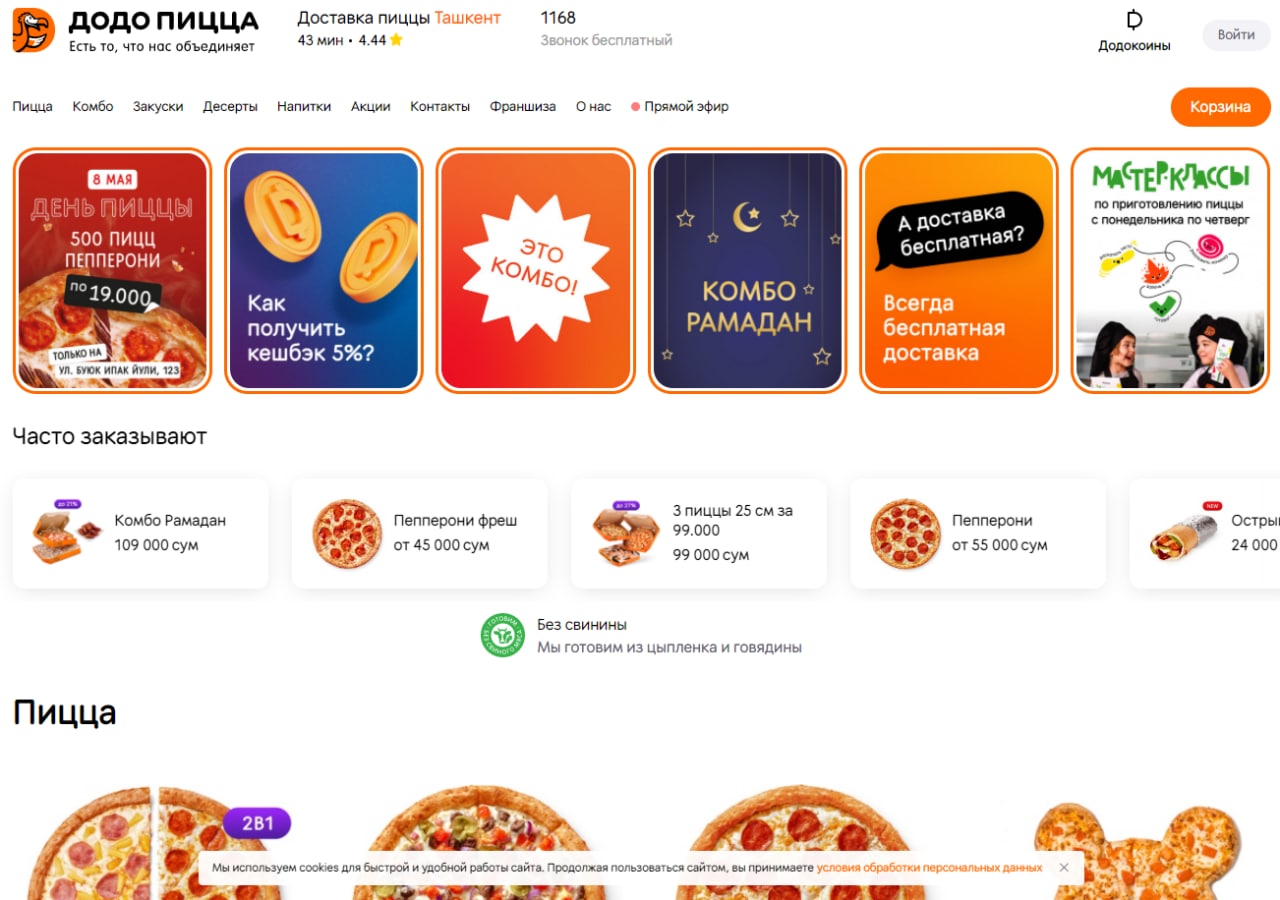 ДОДО ПИЦЦА
Есть то, что нас объединяет
Доставка пиццы Ташкент
43 мин • 4.44
1168
Звонок бесплатный
Додокоины
Войти
Пицца Комбо Закуски Десерты Напитки Акции Контакты Франшиза О нас Прямой эфир
Корзина
8 МАЯ
ДЕНЬ ПИЦЦЫ
500 ПИЦЦ
ПЕППЕРОНИ
ПО 19.000
ТОЛЬКО НА
УЛ. БУЮК ИПАК ЙУЛИ, 123
Как
получить
кешбэк 5%?
ЭТО
КОМБО!
КОМБО
РАМАДАН
А доставка
бесплатная?
Всегда
бесплатная
доставка
МАСТЕР-КЛАССЫ
по приготовлению пиццы
с понедельника по четверг
Часто заказывают
до 21%
Комбо Рамадан
109 000 сум
Пепперони фреш
от 45 000 сум
до 27%
3 пиццы 25 см за
99.000
99 000 сум
Пепперони
от 55 000 сум
NEW
Остры
24 000
ГОТОВИМ БЕЗ СВИНОГО МЯСА
Без свинины
Мы готовим из цыпленка и говядины
Пицца
2В1
Мы используем cookies для быстрой и удобной работы сайта. Продолжая пользоваться сайтом, вы принимаете условия обработки персональных данных